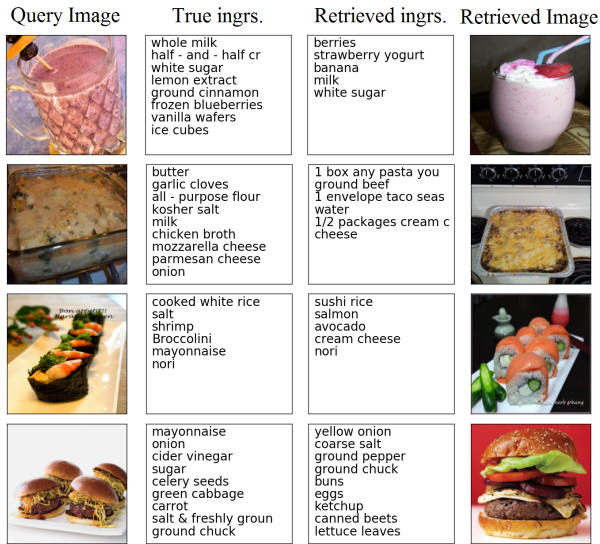 Query Image
True ingrs.
Retrieved ingrs.
Retrieved Image
whole milk
half - and - half cr
white sugar
lemon extract
ground cinnamon
frozen blueberries
vanilla wafers
ice cubes
berries
strawberry yogurt
banana
milk
white sugar
butter
garlic cloves
all - purpose flour
kosher salt
milk
chicken broth
mozzarella cheese
parmesan cheese
onion
1 box any pasta you
ground beef
1 envelope taco seas
water
1/2 packages cream c
cheese
Bon appetit!!
cooked white rice
salt
shrimp
Broccolini
mayonnaise
nori
sushi rice
salmon
avocado
cream cheese
nori
mayonnaise
onion
cider vinegar
sugar
celery seeds
green cabbage
carrot
salt & freshly groun
ground chuck
yellow onion
coarse salt
ground pepper
ground chuck
buns
eggs
ketchup
canned beets
lettuce leaves